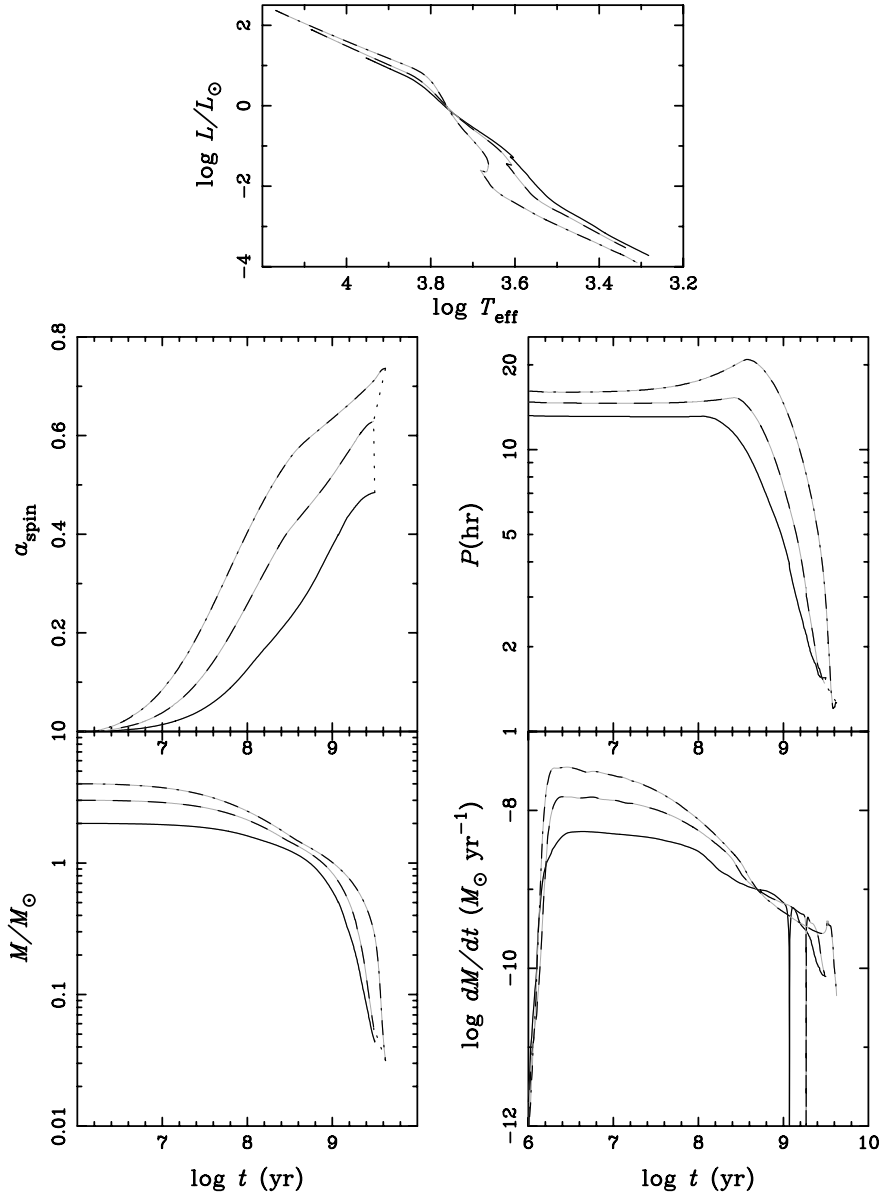 2
0
−2
−4
log L/L⊙
4 3.8 3.6 3.4 3.2
log T_eff
0.8
0.6
0.4
0.2
a_spin
7 8 9
20
10
5
2
1
P(hr)
7 8 9
10
1
0.1
0.01
M/M⊙
7 8 9
log t (yr)
−8
−10
−12
log dM/dt (M⊙ yr⁻¹)
6 7 8 9 10
log t (yr)